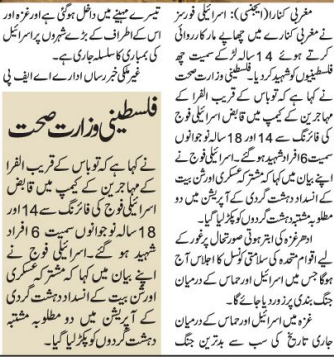 مغربی کنارا(ایجنسی): اسرائیلی فورسز
نے مغربی کنارے میں چھاپے مار کارروائی
کرتے ہوئے 14 سالہ لڑکے سمیت چھ
فلسطینیوں کو شہید کر دیا۔ فلسطینی وزارت صحت
نے کہا ہے کہ توباس کے قریب الفرا کے
مہاجرین کے کیمپ میں قابض اسرائیلی فوج
کی فائرنگ سے 14 اور 18 سالہ نوجوانوں
سمیت 6 افراد شہید ہو گئے۔ اسرائیلی فوج نے
اپنے بیان میں کہا کہ مشترکہ عسکری اور شن بیت
کے انسداد دہشت گردی کے آپریشن میں دو
مطلوبہ مشتبہ دہشت گردوں کو پکڑ لیا گیا۔
ادھر غزہ کی ابتر ہوتی صورتحال پر غور کے
لیے اقوام متحدہ کی سلامتی کونسل کا اجلاس آج
ہو گا جس میں اسرائیل اور حماس کے درمیان
جنگ بندی پر زور دیا جائے گا۔
غزہ میں اسرائیل اور حماس کے درمیان
جاری تاریخ کی سب سے بدترین جنگ
تیسرے مہینے میں داخل ہو گئی ہے اور غزہ اور
اس کے اطراف کے بڑے شہروں پر اسرائیل
کی بمباری کا سلسلہ جاری ہے۔
غیر ملکی خبر رساں ادارے اے ایف پی
فلسطینی وزارت صحت
نے کہا ہے کہ توباس کے قریب الفرا
کے مہاجرین کے کیمپ میں قابض
اسرائیلی فوج کی فائرنگ سے 14 اور
18 سالہ نوجوانوں سمیت 6 افراد
شہید ہو گئے۔ اسرائیلی فوج نے
اپنے بیان میں کہا کہ مشترکہ عسکری
اور شن بیت کے انسداد دہشت گردی
کے آپریشن میں دو مطلوبہ مشتبہ
دہشت گردوں کو پکڑ لیا گیا۔